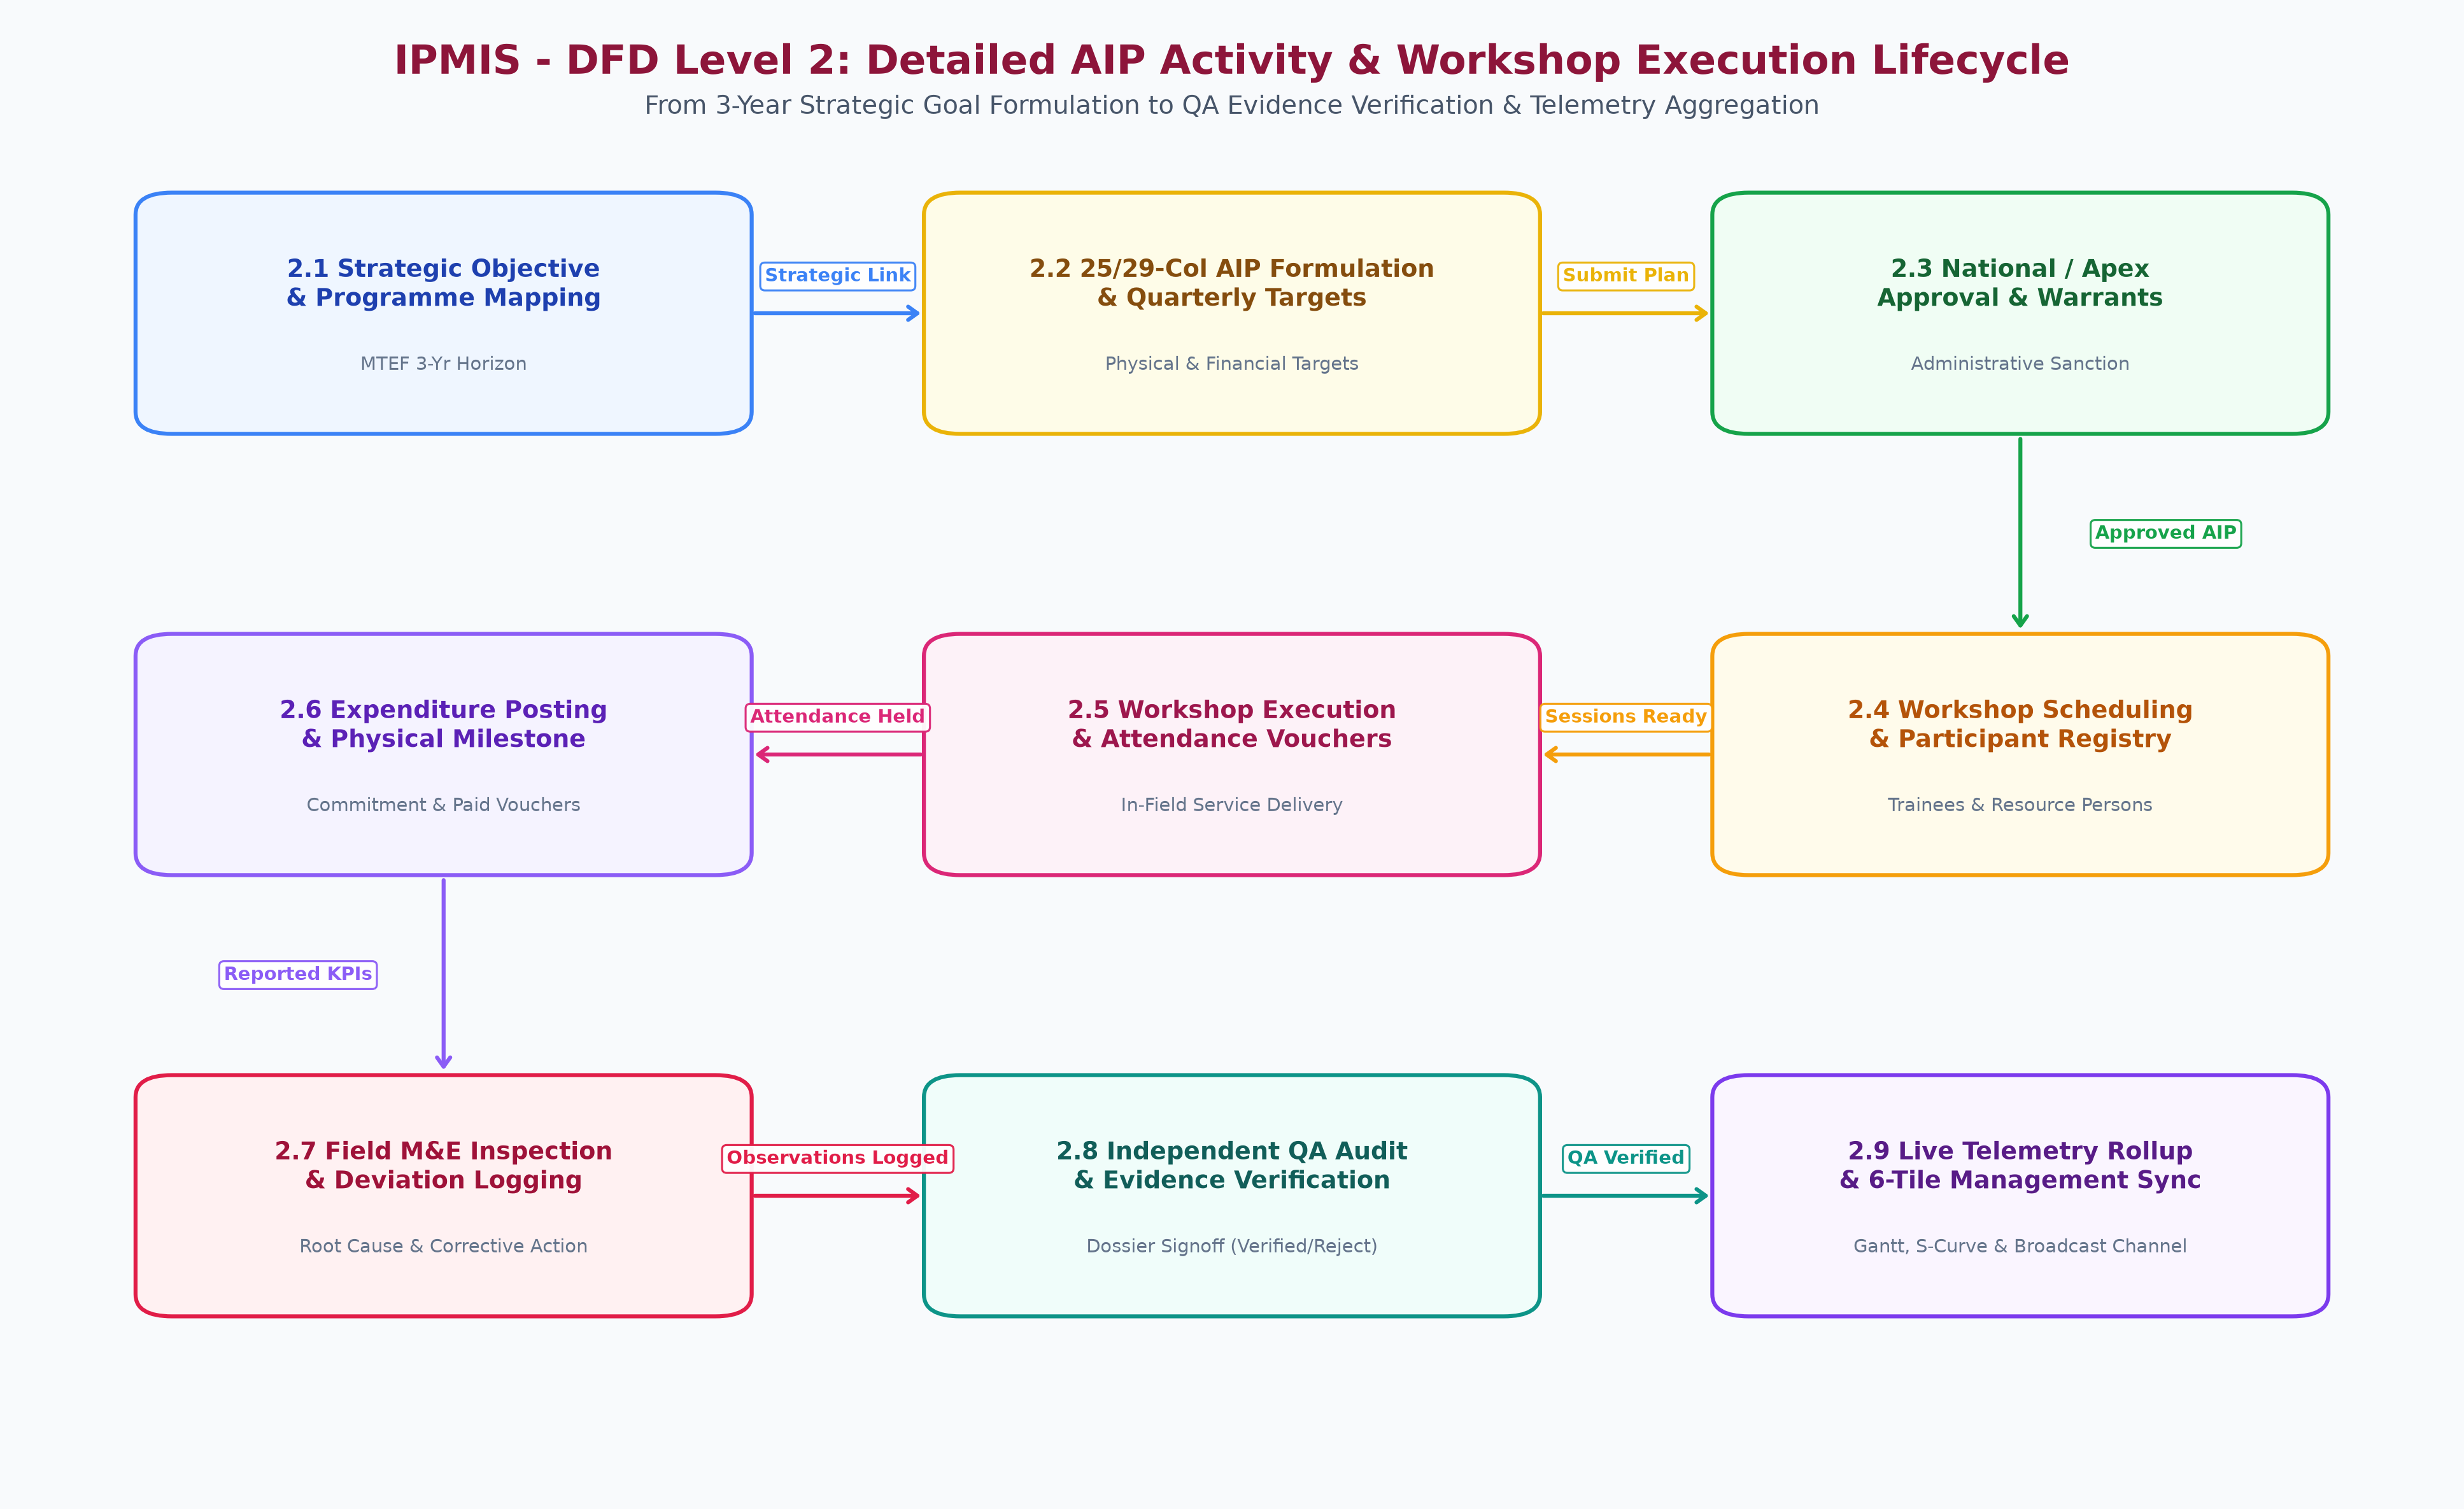 IPMIS - DFD Level 2: Detailed AIP Activity & Workshop Execution Lifecycle
From 3-Year Strategic Goal Formulation to QA Evidence Verification & Telemetry Aggregation
2.1 Strategic Objective
& Programme Mapping
MTEF 3-Yr Horizon
Strategic Link
2.2 25/29-Col AIP Formulation
& Quarterly Targets
Physical & Financial Targets
Submit Plan
2.3 National / Apex
Approval & Warrants
Administrative Sanction
Approved AIP
2.4 Workshop Scheduling
& Participant Registry
Trainees & Resource Persons
Sessions Ready
2.5 Workshop Execution
& Attendance Vouchers
In-Field Service Delivery
Attendance Held
2.6 Expenditure Posting
& Physical Milestone
Commitment & Paid Vouchers
Reported KPIs
2.7 Field M&E Inspection
& Deviation Logging
Root Cause & Corrective Action
Observations Logged
2.8 Independent QA Audit
& Evidence Verification
Dossier Signoff (Verified/Reject)
QA Verified
2.9 Live Telemetry Rollup
& 6-Tile Management Sync
Gantt, S-Curve & Broadcast Channel